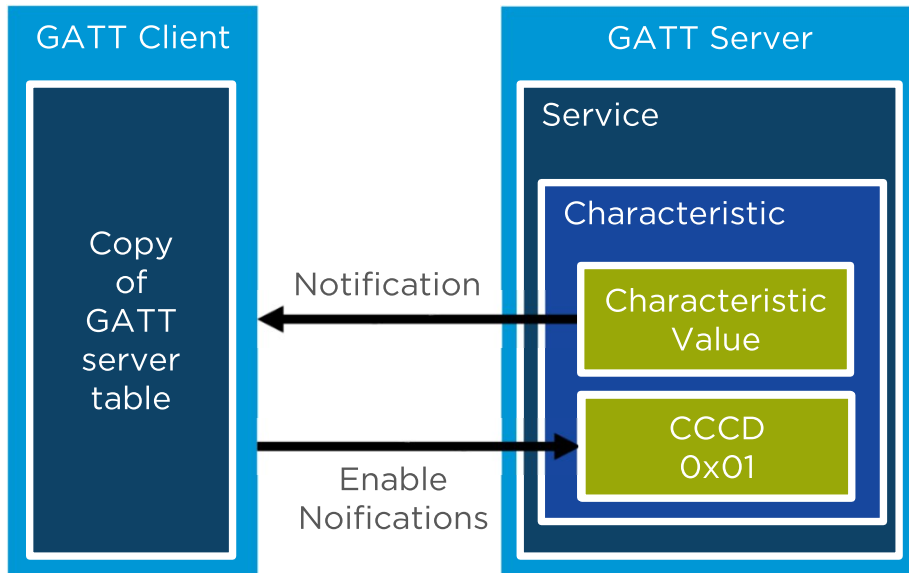 GATT Client
Copy
of
GATT
server
table
Notification
Enable
Noifications
GATT Server
Service
Characteristic
Characteristic
Value
CCCD
0x01